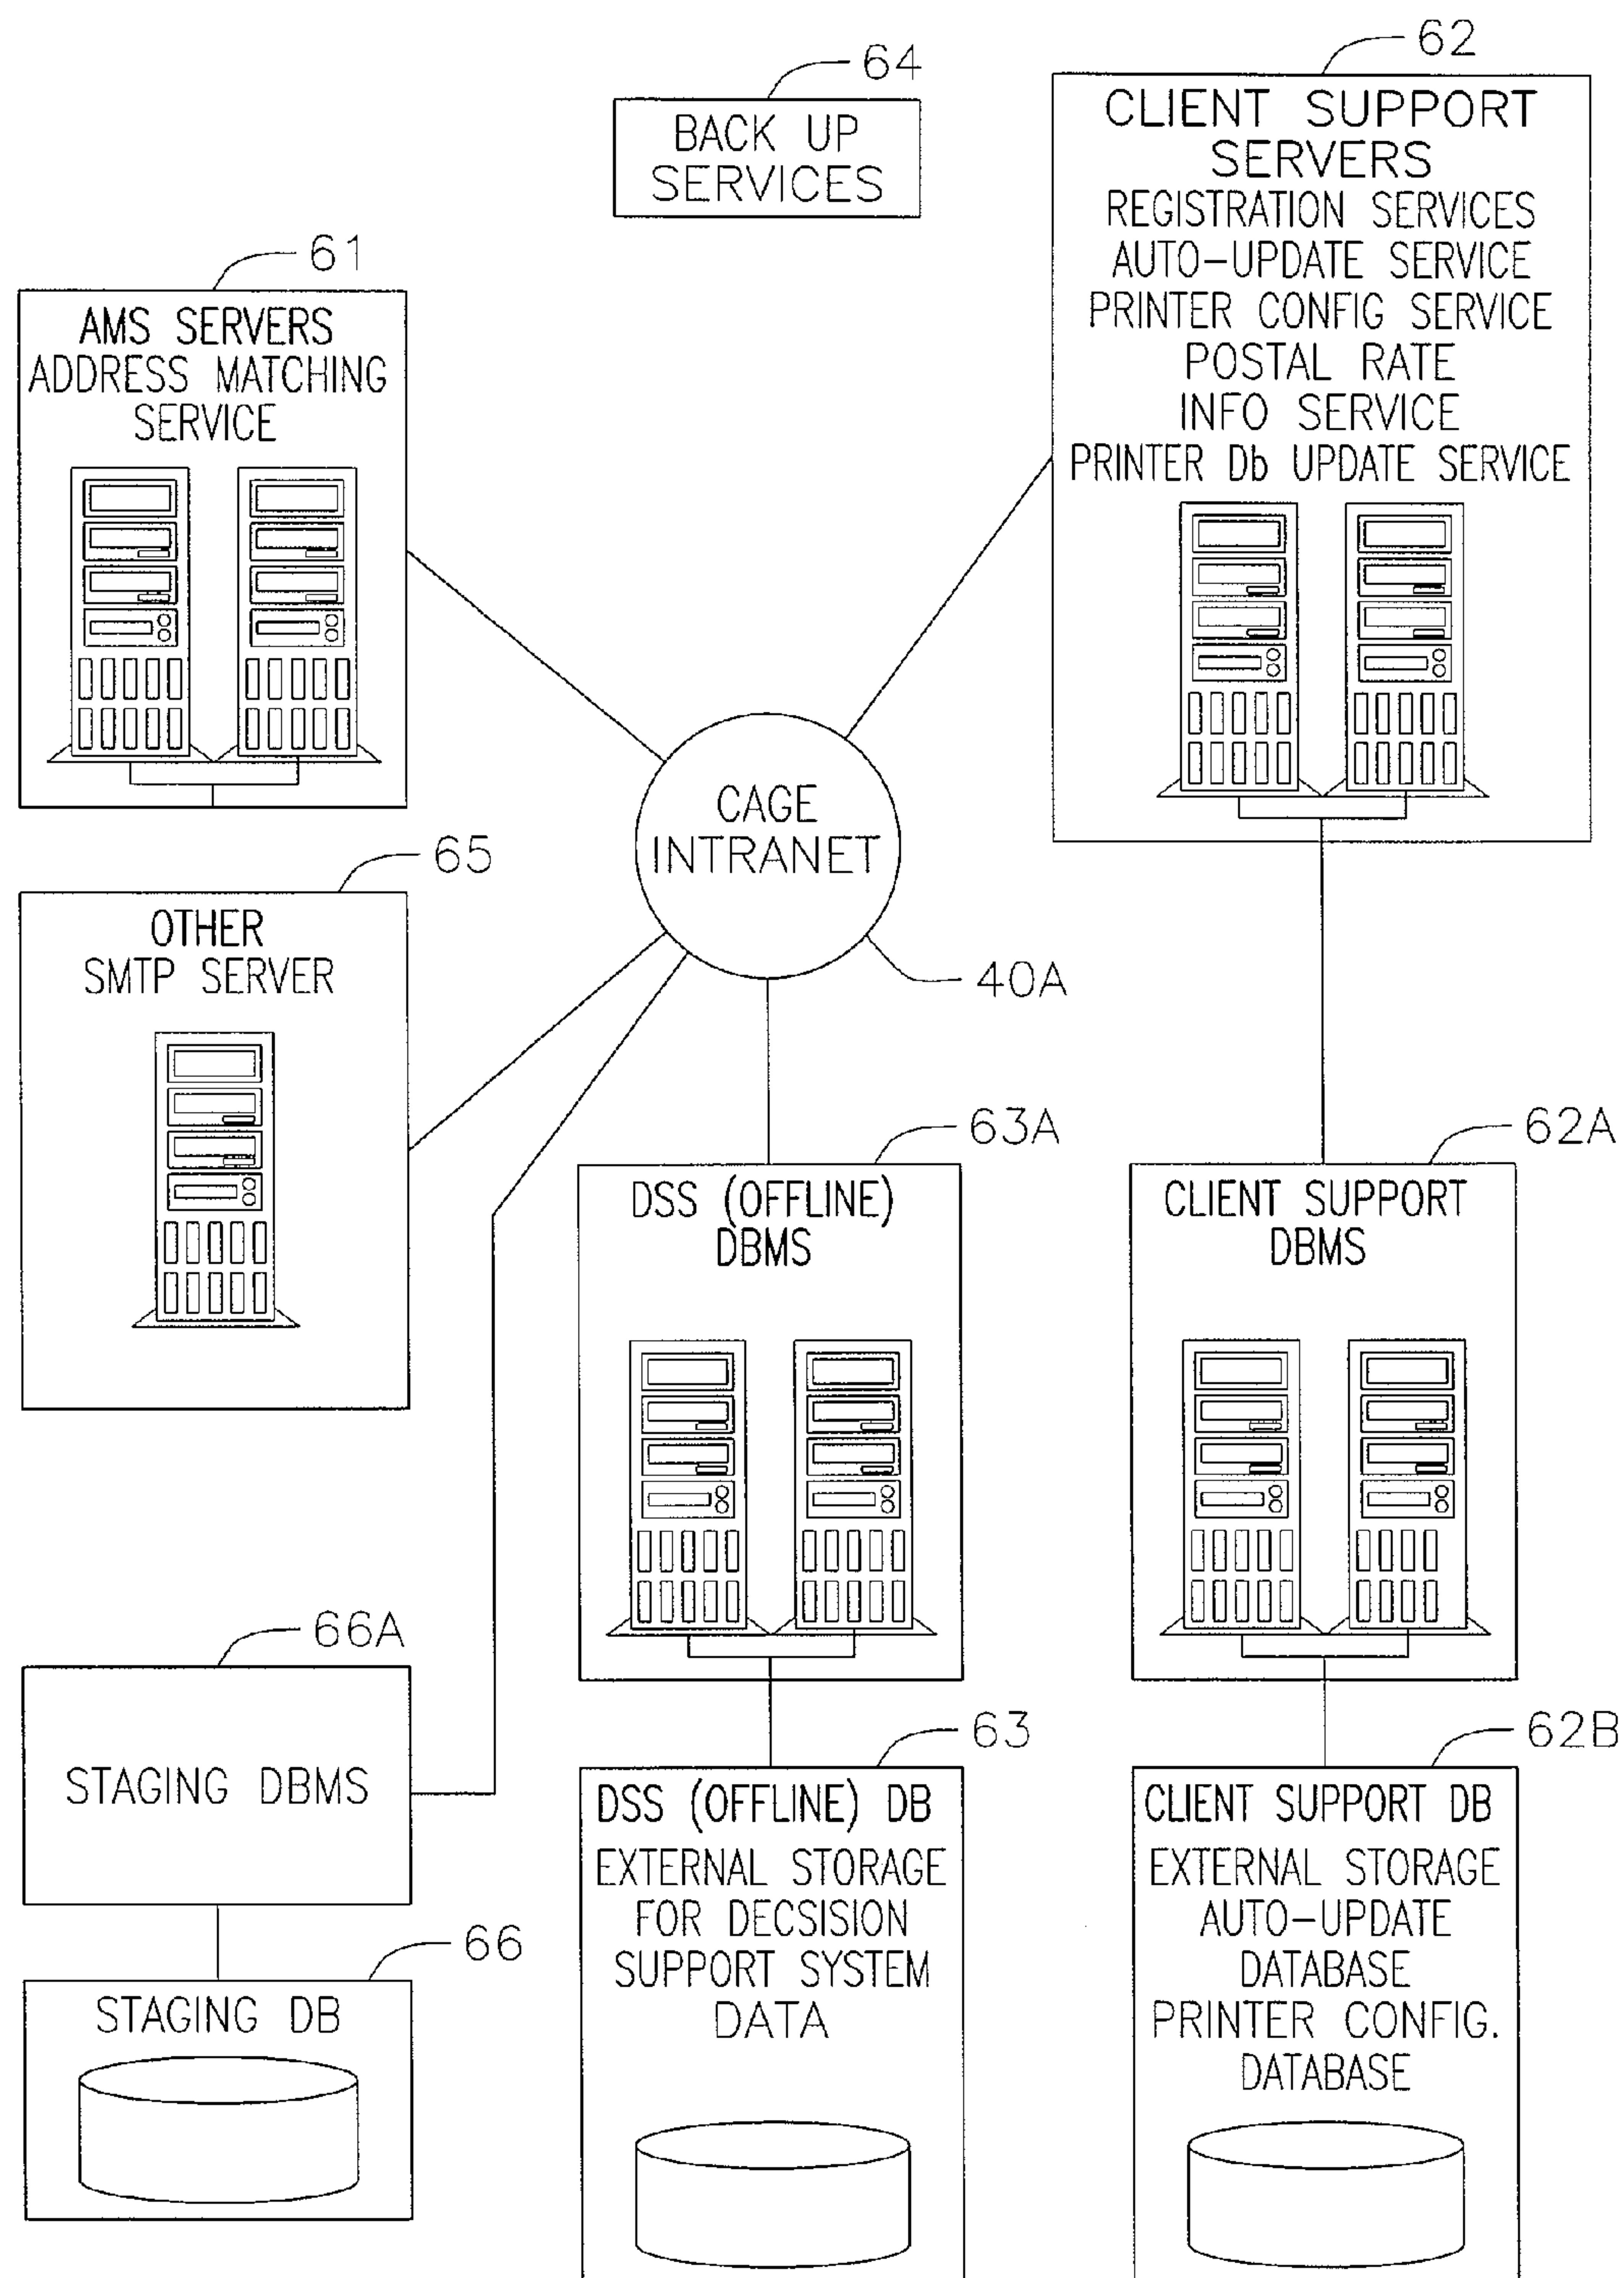 64
BACK UP
SERVICES
62
CLIENT SUPPORT
SERVERS
REGISTRATION SERVICES
AUTO-UPDATE SERVICE
PRINTER CONFIG SERVICE
POSTAL RATE
INFO SERVICE
PRINTER Db UPDATE SERVICE
61
AMS SERVERS
ADDRESS MATCHING
SERVICE
CAGE
INTRANET
40A
65
OTHER
SMTP SERVER
63A
DSS (OFFLINE)
DBMS
62A
CLIENT SUPPORT
DBMS
66A
STAGING DBMS
66
STAGING DB
63
DSS (OFFLINE) DB
EXTERNAL STORAGE
FOR DECSISION
SUPPORT SYSTEM
DATA
62B
CLIENT SUPPORT DB
EXTERNAL STORAGE
AUTO-UPDATE
DATABASE
PRINTER CONFIG.
DATABASE